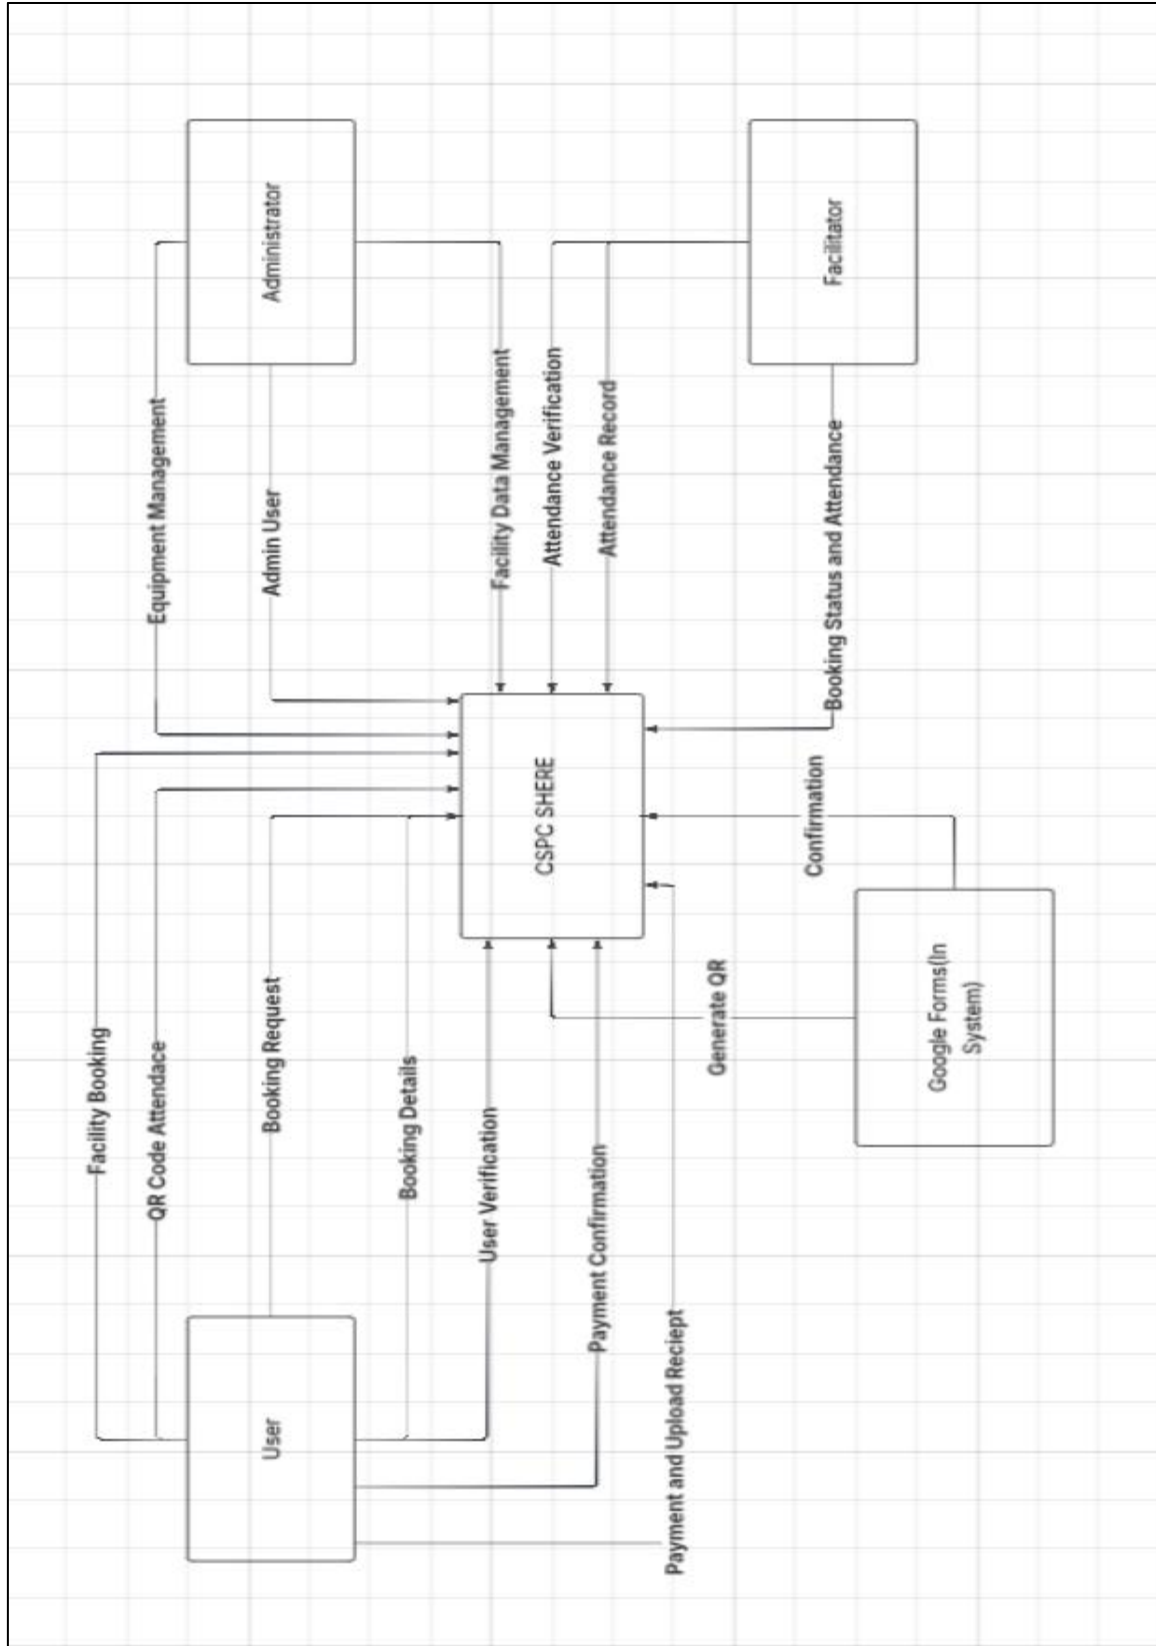 Facility Booking
QR Code Attendace
Equipment Management
User
Booking Request
Admin User
Administrator
Booking Details
User Verification
Facility Data Management
CSPC SHERE
Attendance Verification
Payment Confirmation
Attendance Record
Payment and Upload Reciept
Generate QR
Confirmation
Booking Status and Attendance
Facilitator
Google Forms(In
System)